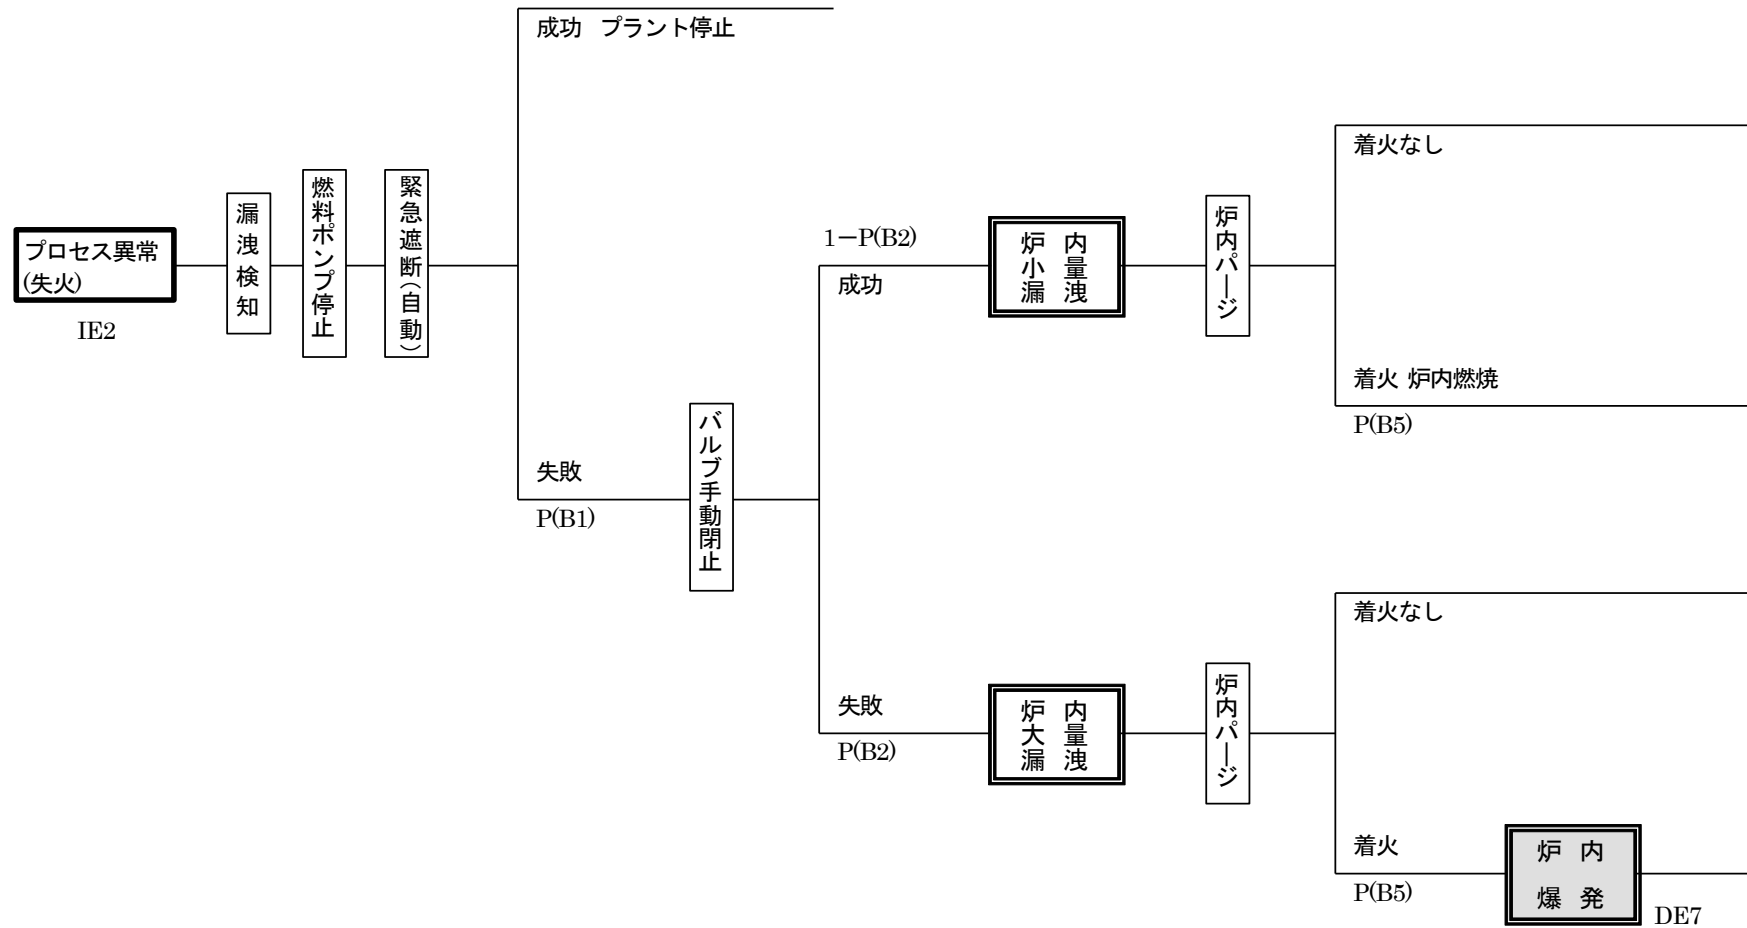 成功 プラント停止
プロセス異常
(失火)
IE2
漏洩検知
燃料ポンプ停止
緊急遮断(自動)
失敗
P(B1)
バルブ手動閉止
1－P(B2)
成功
炉 内
小 量
漏 洩
炉内パージ
着火なし
着火 炉内燃焼
P(B5)
失敗
P(B2)
炉 内
大 量
漏 洩
炉内パージ
着火なし
着火
P(B5)
炉 内
爆 発
DE7